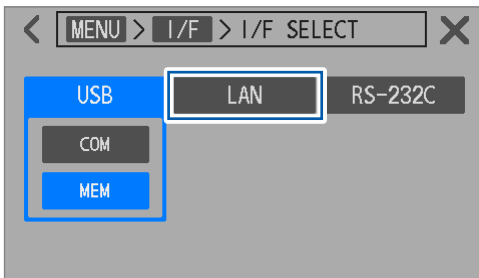 MENU > I/F > I/F SELECT
USB LAN RS-232C
COM
MEM